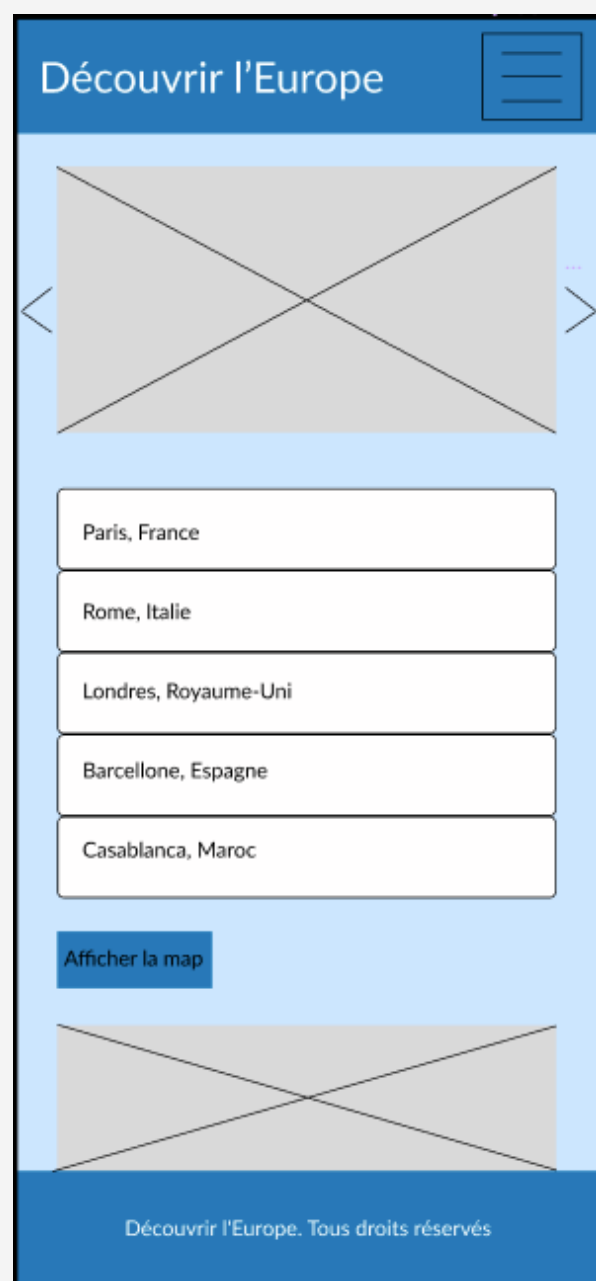 Découvrir l’Europe
Paris, France
Rome, Italie
Londres, Royaume-Uni
Barcellone, Espagne
Casablanca, Maroc
Afficher la map
Découvrir l'Europe. Tous droits réservés